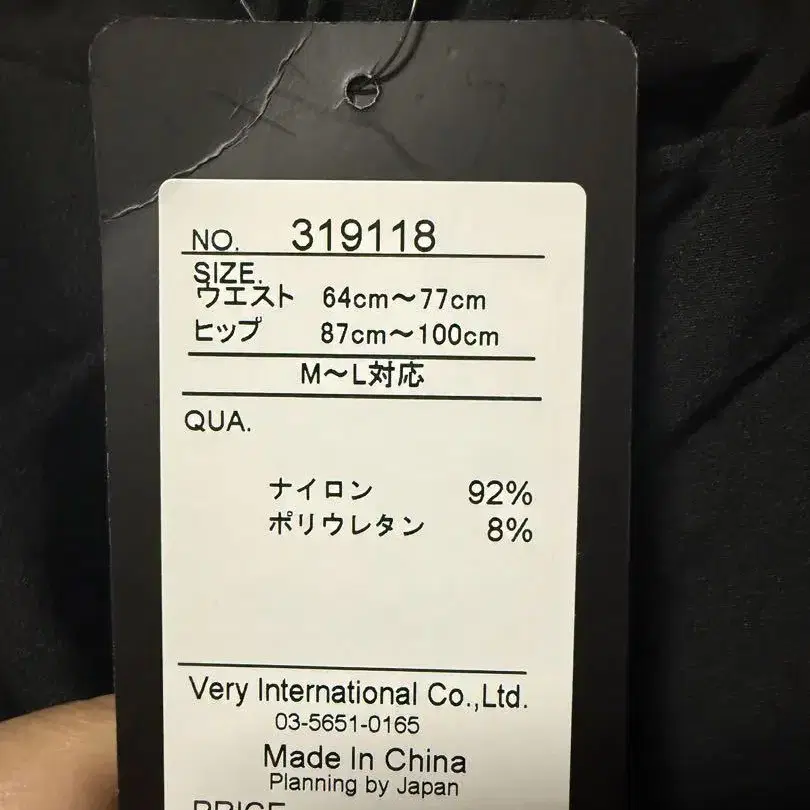 NO. 319118
SIZE.
ウエスト 64cm～77cm
ヒップ 87cm～100cm
M～L対応
QUA.
ナイロン 92%
ポリウレタン 8%
Very International Co.,Ltd.
03-5651-0165
Made In China
Planning by Japan
PRICE